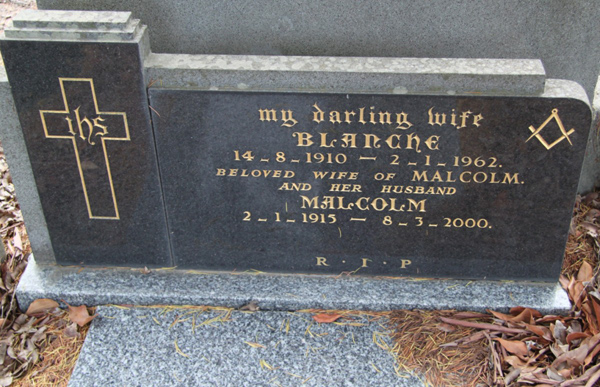 ihs
my darling wife
BLANCHE
14-8-1910 — 2-1-1962.
BELOVED WIFE OF MALCOLM.
AND HER HUSBAND
MALCOLM
2-1-1915 — 8-3-2000.
R·I·P